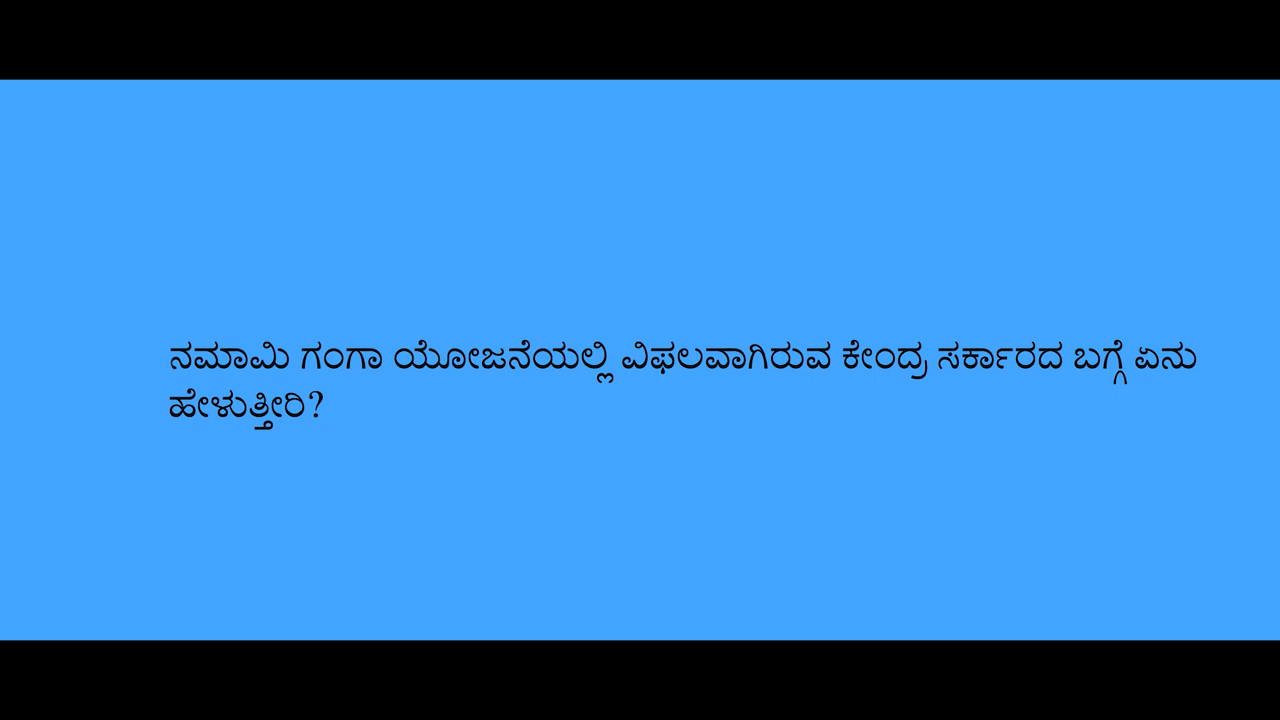 ನಮಾಮಿ ಗಂಗಾ ಯೋಜನೆಯಲ್ಲಿ ವಿಫಲವಾಗಿರುವ ಕೇಂದ್ರ ಸರ್ಕಾರದ ಬಗ್ಗೆ ಏನು
ಹೇಳುತ್ತೀರಿ?